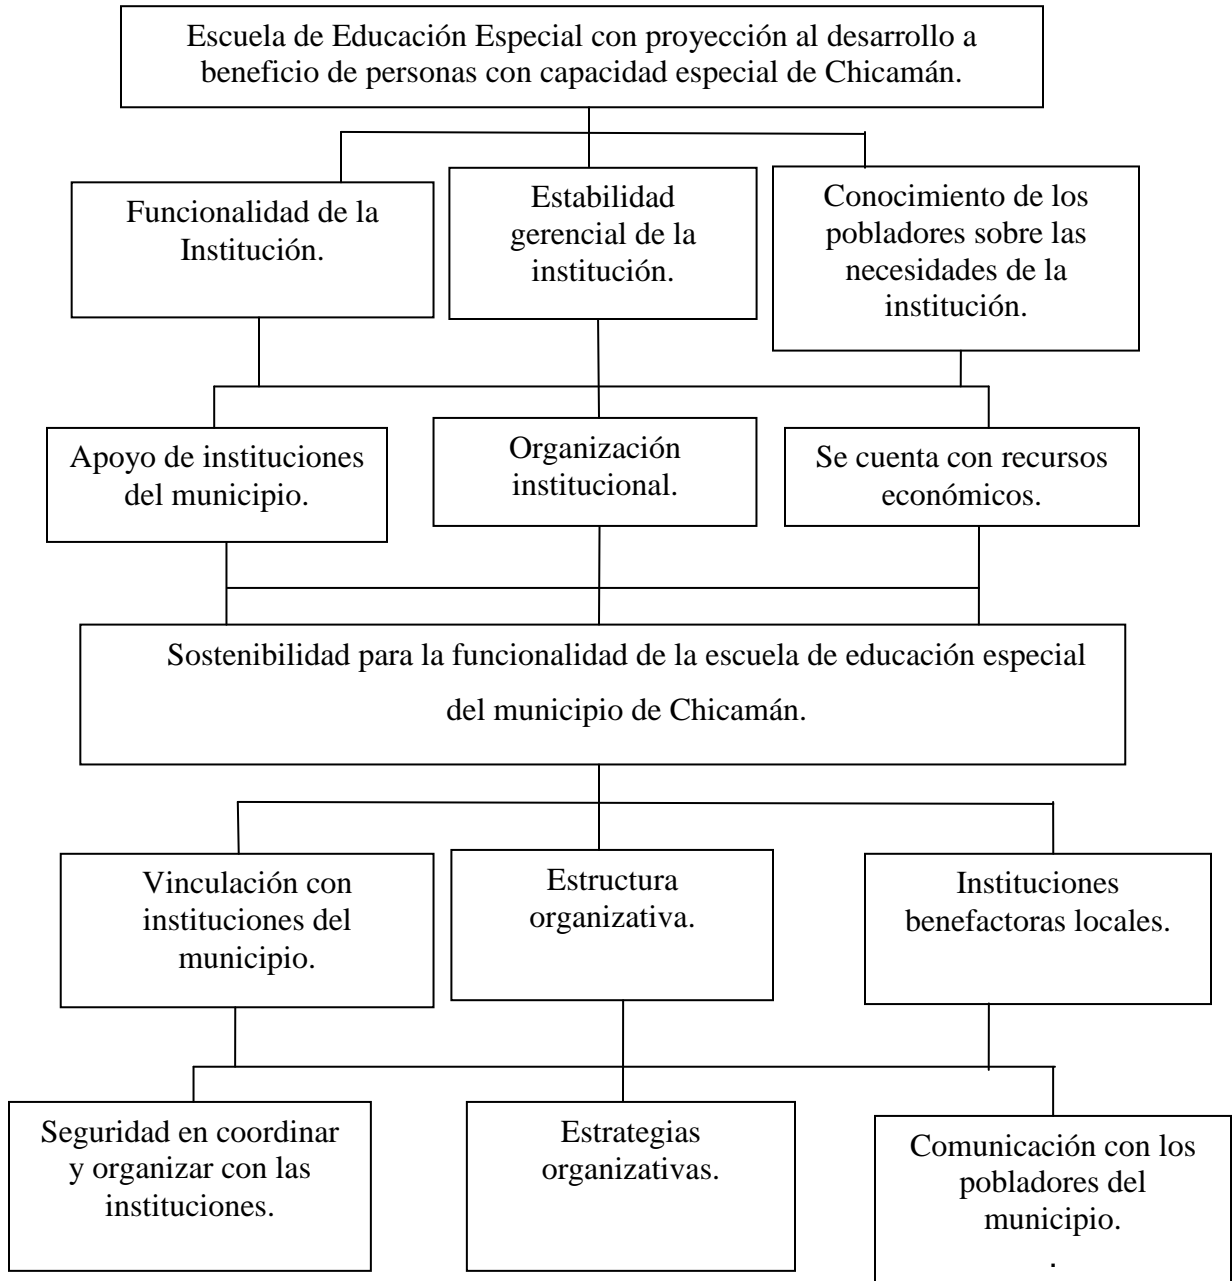 Escuela de Educación Especial con proyección al desarrollo a
beneficio de personas con capacidad especial de Chicamán.
Funcionalidad de la
Institución.
Estabilidad
gerencial de la
institución.
Conocimiento de los
pobladores sobre las
necesidades de la
institución.
Apoyo de instituciones
del municipio.
Organización
institucional.
Se cuenta con recursos
económicos.
Sostenibilidad para la funcionalidad de la escuela de educación especial
del municipio de Chicamán.
Vinculación con
instituciones del
municipio.
Estructura
organizativa.
Instituciones
benefactoras locales.
Seguridad en coordinar
y organizar con las
instituciones.
Estrategias
organizativas.
Comunicación con los
pobladores del
municipio.
.